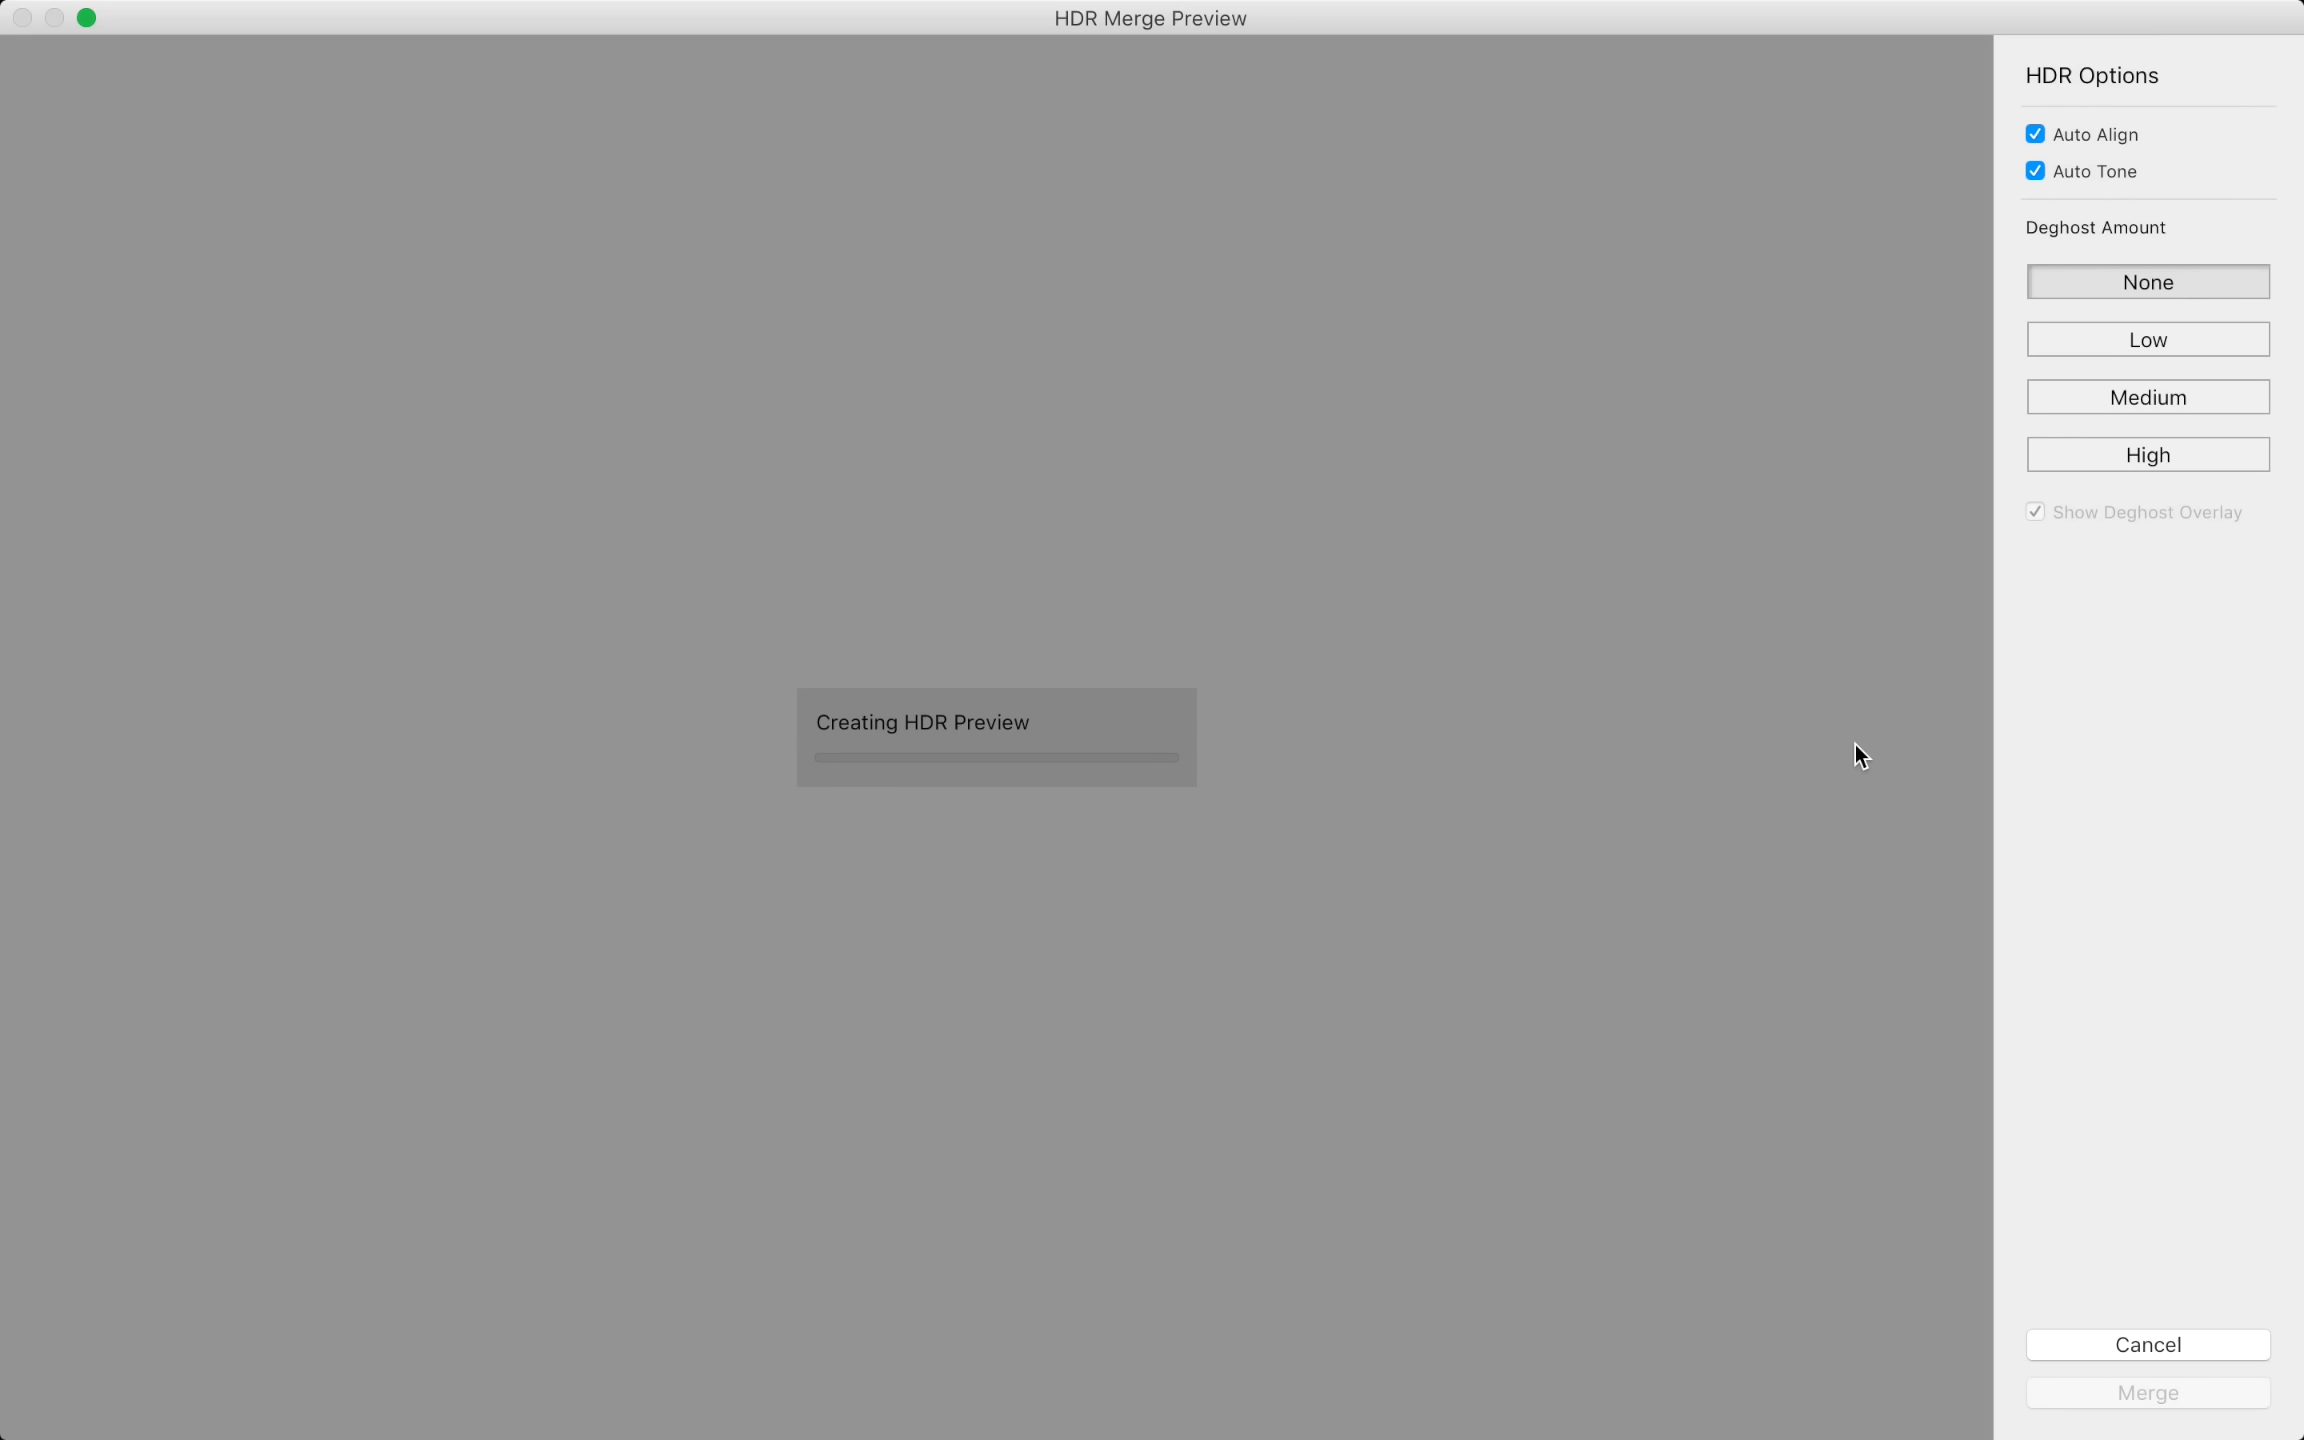 HDR Merge Preview
HDR Options
Auto Align
Auto Tone
Deghost Amount
None
Low
Medium
High
Show Deghost Overlay
Creating HDR Preview
Cancel
Merge